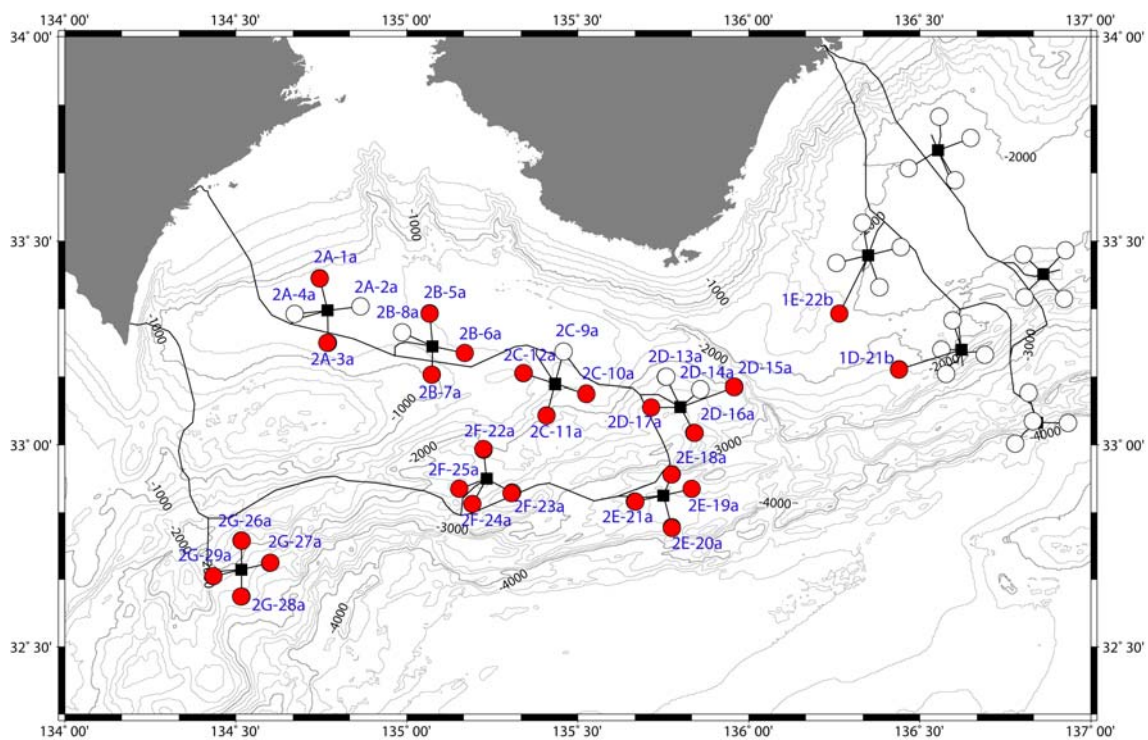 134° 00' 134° 30' 135° 00' 135° 30' 136° 00' 136° 30' 137° 00'
34° 00' 34° 00'
-2000
-1000
33° 30' 33° 30'
2A-1a
-1000
2A-4a 2A-2a 2B-5a 1E-22b
2B-8a
-1000 2B-6a 2C-9a -3000
2A-3a 2C-12a 2D-13a -2000 1D-21b -2000
2B-7a 2C-10a 2D-14a 2D-15a
-1000 2C-11a 2D-17a 2D-16a
33° 00' 2F-22a -4000 33° 00'
-2000 2E-18a -3000
2F-25a
-1000 2F-23a 2E-19a -4000
2F-24a 2E-21a
2G-26a -3000
-2000 2G-27a 2E-20a
2G-29a
-4000
2G-28a
-4000
32° 30' 32° 30'
134° 00' 134° 30' 135° 00' 135° 30' 136° 00' 136° 30' 137° 00'